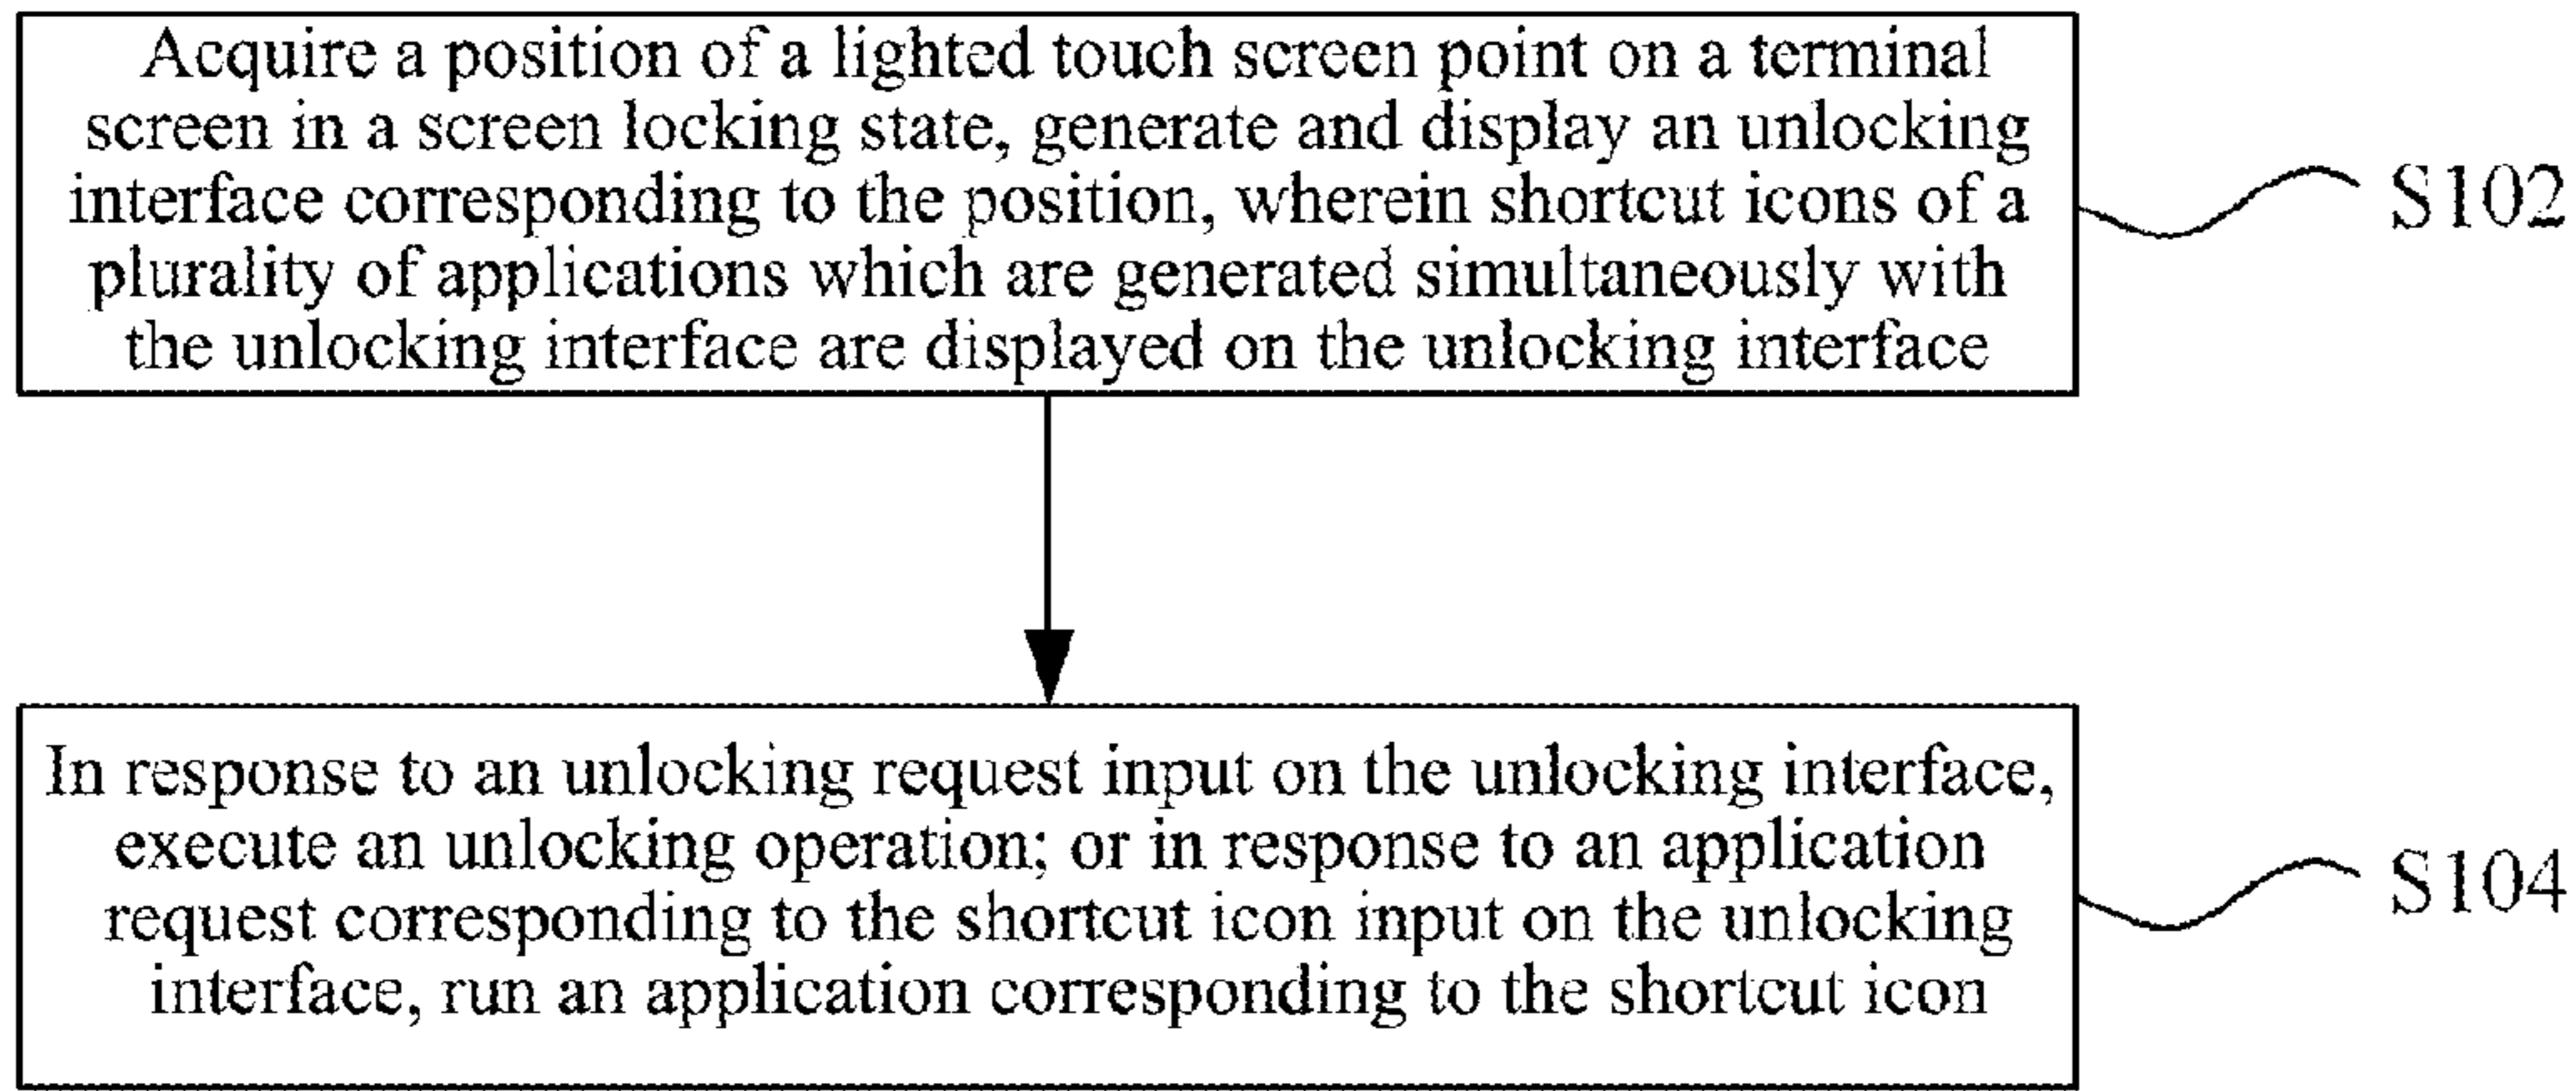 Acquire a position of a lighted touch screen point on a terminal
screen in a screen locking state, generate and display an unlocking
interface corresponding to the position, wherein shortcut icons of a
plurality of applications which are generated simultaneously with
the unlocking interface are displayed on the unlocking interface
S102
In response to an unlocking request input on the unlocking interface,
execute an unlocking operation; or in response to an application
request corresponding to the shortcut icon input on the unlocking
interface, run an application corresponding to the shortcut icon
S104